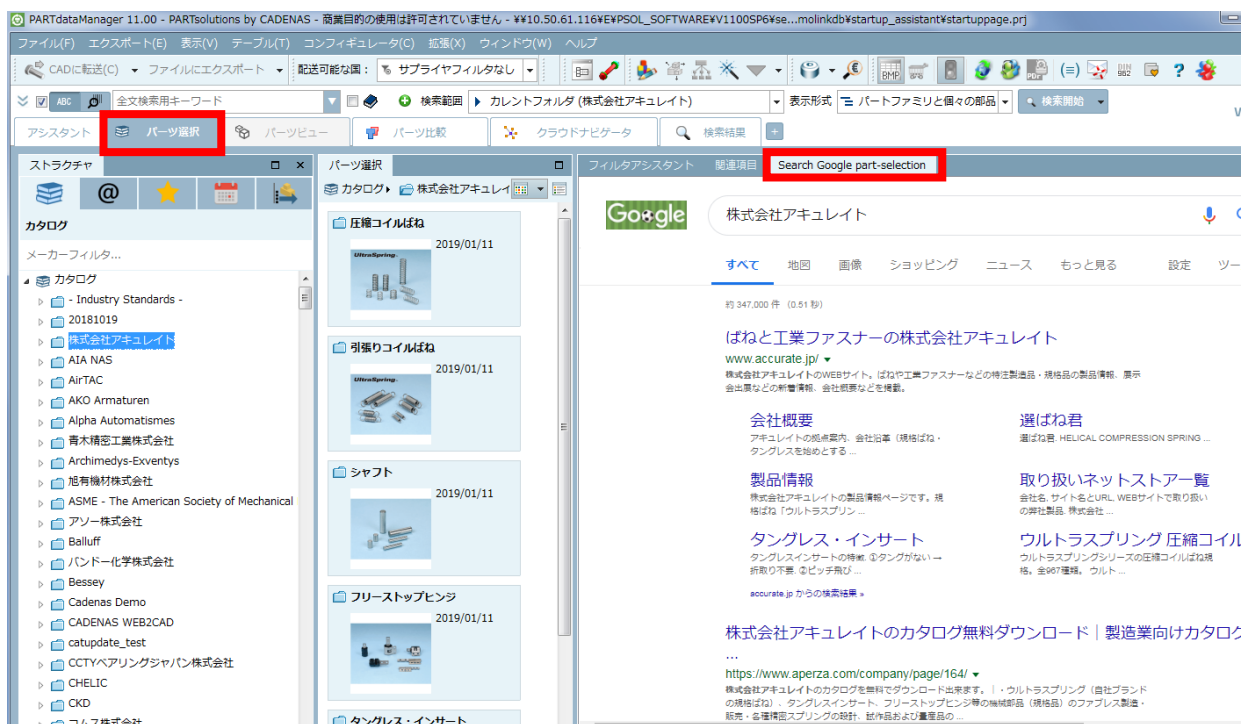 PARTdataManager 11.00 - PARTsolutions by CADENAS - 商業目的の使用は許可されていません - ¥¥10.50.61.116¥E¥PSOL_SOFTWARE¥V1100SP6¥se...molinkdb¥startup_assistant¥startuppage.prj
ファイル(F) エクスポート(E) 表示(V) テーブル(T) コンフィギュレータ(C) 拡張(X) ウィンドウ(W) ヘルプ
CADに転送(C) ファイルにエクスポート 配送可能な国： サプライヤフィルタなし
ABC 全文検索用キーワード 検索範囲 カレントフォルダ (株式会社アキュレイト) 表示形式 パートファミリと個々の部品 検索開始
アシスタント パーツ選択 パーツビュー パーツ比較 クラウドナビゲータ 検索結果
ストラクチャ
カタログ
メーカーフィルタ...
カタログ
- Industry Standards -
20181019
株式会社アキュレイト
AIA NAS
AirTAC
AKO Armaturen
Alpha Automatismes
青木精密工業株式会社
Archimedys-Exventys
旭有機材株式会社
ASME - The American Society of Mechanical
アソー株式会社
Balluff
バンドー化学株式会社
Bessey
Cadenas Demo
CADENAS WEB2CAD
catupdate_test
CCTYベアリングジャパン株式会社
CHELIC
CKD
コムス株式会社
パーツ選択
カタログ 株式会社アキュレイ
圧縮コイルばね
2019/01/11
UltraSpring
引張りコイルばね
2019/01/11
UltraSpring
シャフト
2019/01/11
フリーストップヒンジ
2019/01/11
タングレス・インサート
フィルタアシスタント 関連項目 Search Google part-selection
Google 株式会社アキュレイト
すべて 地図 画像 ショッピング ニュース もっと見る 設定 ツー
約 347,000 件 （0.51 秒）
ばねと工業ファスナーの株式会社アキュレイト
www.accurate.jp/
株式会社アキュレイトのWEBサイト。ばねや工業ファスナーなどの特注製造品・規格品の製品情報、展示
会出展などの新着情報、会社概要などを掲載。
会社概要
アキュレイトの拠点案内、会社沿革（規格ばね・
タングレスを始めとする ...
選ばね君
選ばね君. HELICAL COMPRESSION SPRING ...
製品情報
株式会社アキュレイトの製品情報ページです。規
格ばね「ウルトラスプリン ...
取り扱いネットストアー覧
会社名, サイト名とURL, WEBサイトで取り扱い
の弊社製品. 株式会社 ...
タングレス・インサート
タングレスインサートの特徴. ①タングがない→
折取り不要. ②ピッチ飛び ...
ウルトラスプリング 圧縮コイル
ウルトラスプリングシリーズの圧縮コイルばね規
格。全967種類。 ウルト ...
accurate.jp からの検索結果 »
株式会社アキュレイトのカタログ無料ダウンロード｜製造業向けカタログ
...
https://www.aperza.com/company/page/164/
株式会社アキュレイトのカタログを無料でダウンロード出来ます。｜・ウルトラスプリング（自社ブランド
の規格ばね）、タングレスインサート、フリーストップヒンジ等の機械部品（規格品）のファブレス製造・
販売・各種精密スプリングの設計、試作品および量産品の ...